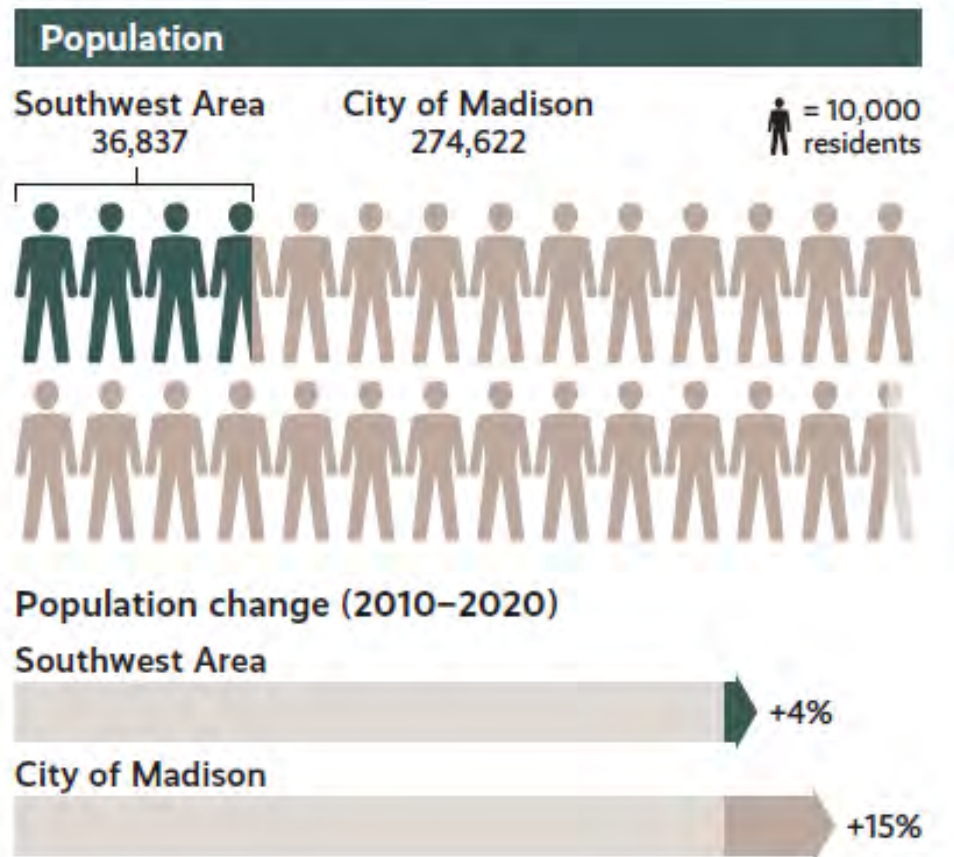 Population
Southwest Area
36,837
City of Madison
274,622
= 10,000
residents
Population change (2010–2020)
Southwest Area
+4%
City of Madison
+15%